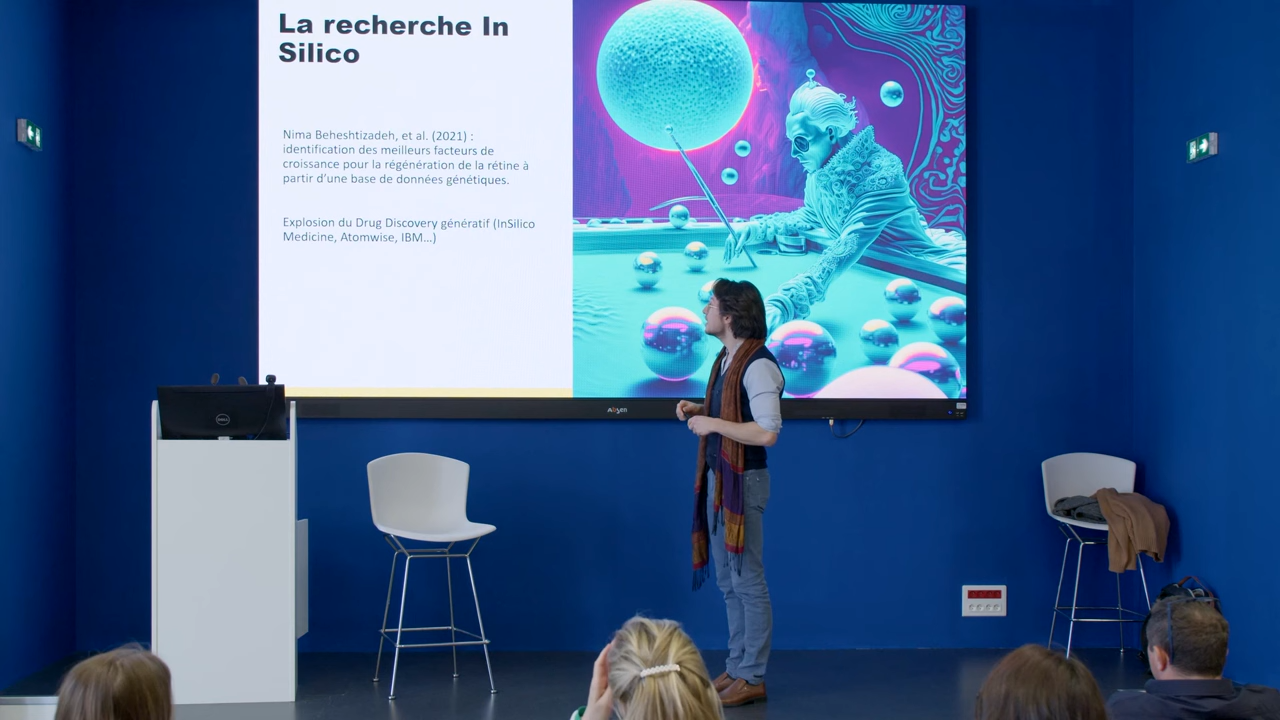 La recherche In
Silico
Nima Beheshtizadeh, et al. (2021) :
identification des meilleurs facteurs de
croissance pour la régénération de la rétine à
partir d'une base de données génétiques.
Explosion du Drug Discovery génératif (InSilico
Medicine, Atomwise, IBM…)
DELL